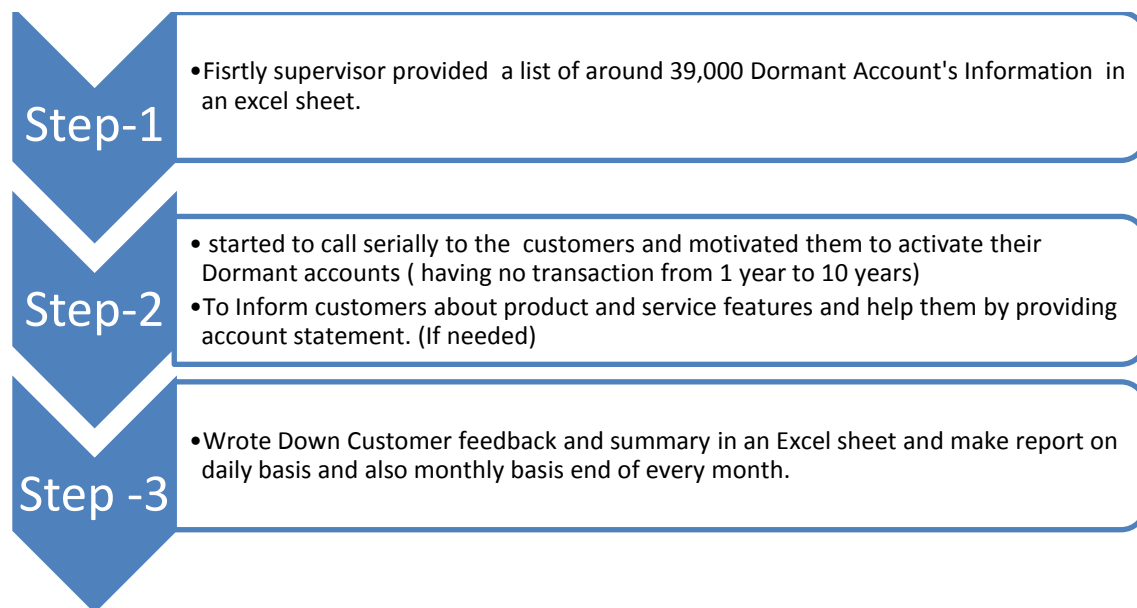 Step-1
•Fisrtly supervisor provided a list of around 39,000 Dormant Account's Information in
an excel sheet.
Step-2
• started to call serially to the customers and motivated them to activate their
Dormant accounts ( having no transaction from 1 year to 10 years)
•To Inform customers about product and service features and help them by providing
account statement. (If needed)
Step -3
•Wrote Down Customer feedback and summary in an Excel sheet and make report on
daily basis and also monthly basis end of every month.